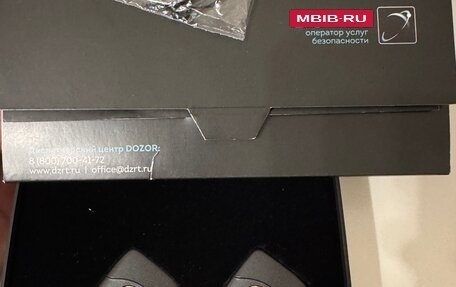 MBIB-RU
оператор услуг
безопасности
Диспетчерский центр DOZOR:
8 (800) 700-41-72
www.dzrt.ru | office@dzrt.ru